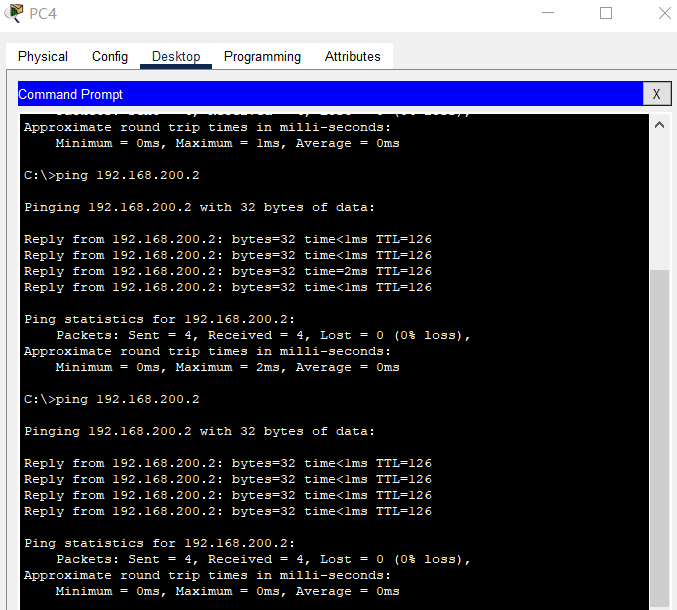 PC4
Physical Config Desktop Programming Attributes
Command Prompt X
Packets: Sent = 4, Received = 4, Lost = 0 (0% loss),
Approximate round trip times in milli-seconds:
    Minimum = 0ms, Maximum = 1ms, Average = 0ms
C:\>ping 192.168.200.2
Pinging 192.168.200.2 with 32 bytes of data:
Reply from 192.168.200.2: bytes=32 time<1ms TTL=126
Reply from 192.168.200.2: bytes=32 time<1ms TTL=126
Reply from 192.168.200.2: bytes=32 time=2ms TTL=126
Reply from 192.168.200.2: bytes=32 time<1ms TTL=126
Ping statistics for 192.168.200.2:
    Packets: Sent = 4, Received = 4, Lost = 0 (0% loss),
Approximate round trip times in milli-seconds:
    Minimum = 0ms, Maximum = 2ms, Average = 0ms
C:\>ping 192.168.200.2
Pinging 192.168.200.2 with 32 bytes of data:
Reply from 192.168.200.2: bytes=32 time<1ms TTL=126
Reply from 192.168.200.2: bytes=32 time<1ms TTL=126
Reply from 192.168.200.2: bytes=32 time<1ms TTL=126
Reply from 192.168.200.2: bytes=32 time<1ms TTL=126
Ping statistics for 192.168.200.2:
    Packets: Sent = 4, Received = 4, Lost = 0 (0% loss),
Approximate round trip times in milli-seconds:
    Minimum = 0ms, Maximum = 0ms, Average = 0ms